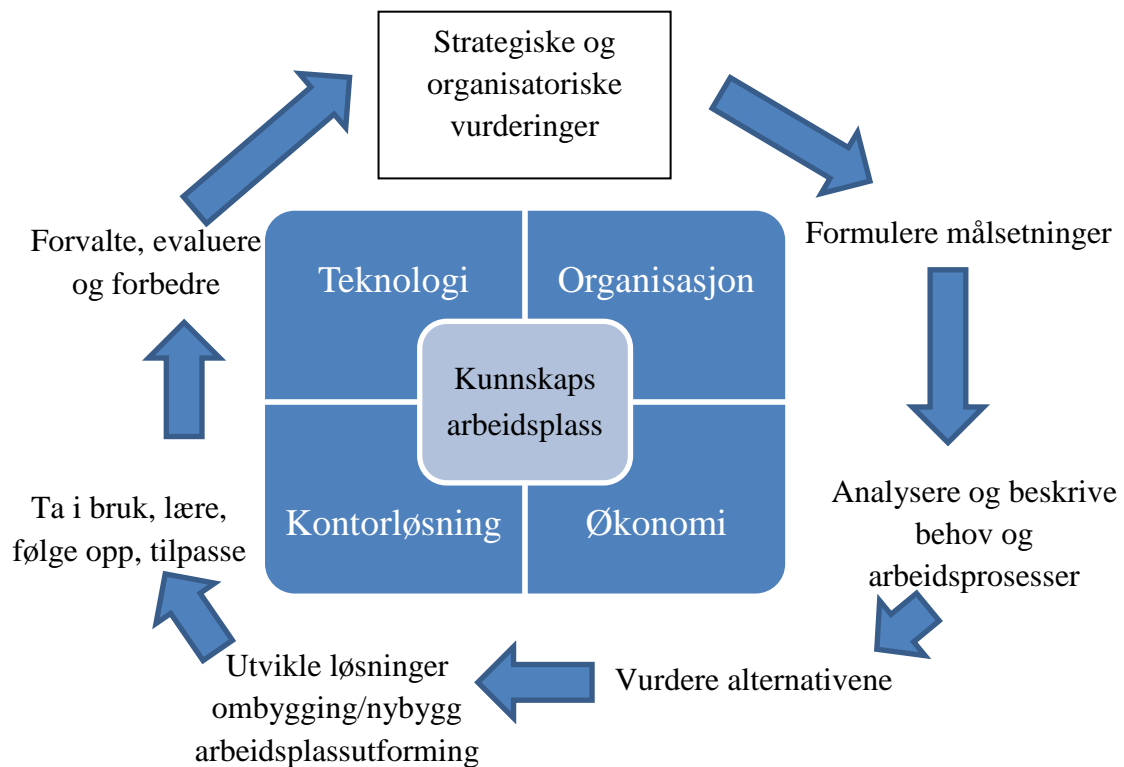 Strategiske og
organisatoriske
vurderinger
Formulere målsetninger
Analysere og beskrive
behov og
arbeidsprosesser
Vurdere alternativene
Utvikle løsninger
ombygging/nybygg
arbeidsplassutforming
Ta i bruk, lære,
følge opp, tilpasse
Forvalte, evaluere
og forbedre
Teknologi
Organisasjon
Kunnskaps
arbeidsplass
Kontorløsning
Økonomi